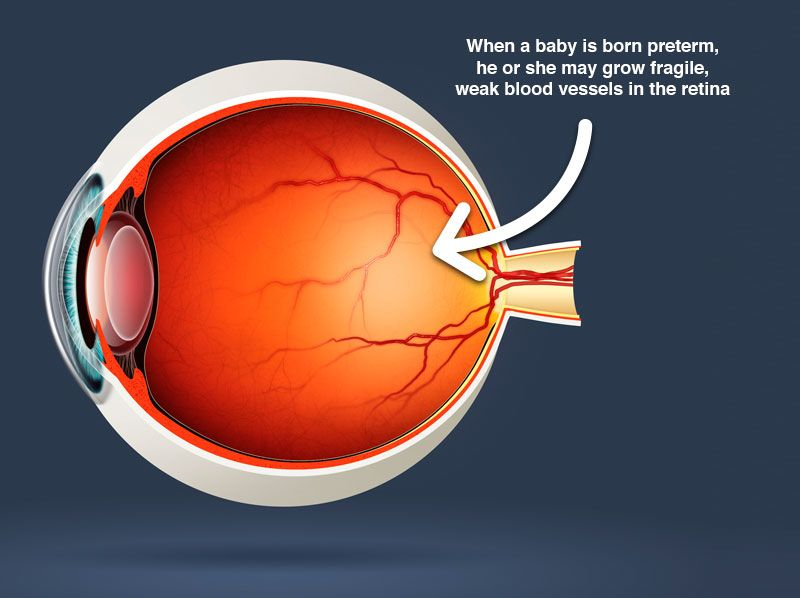 When a baby is born preterm,
he or she may grow fragile,
weak blood vessels in the retina